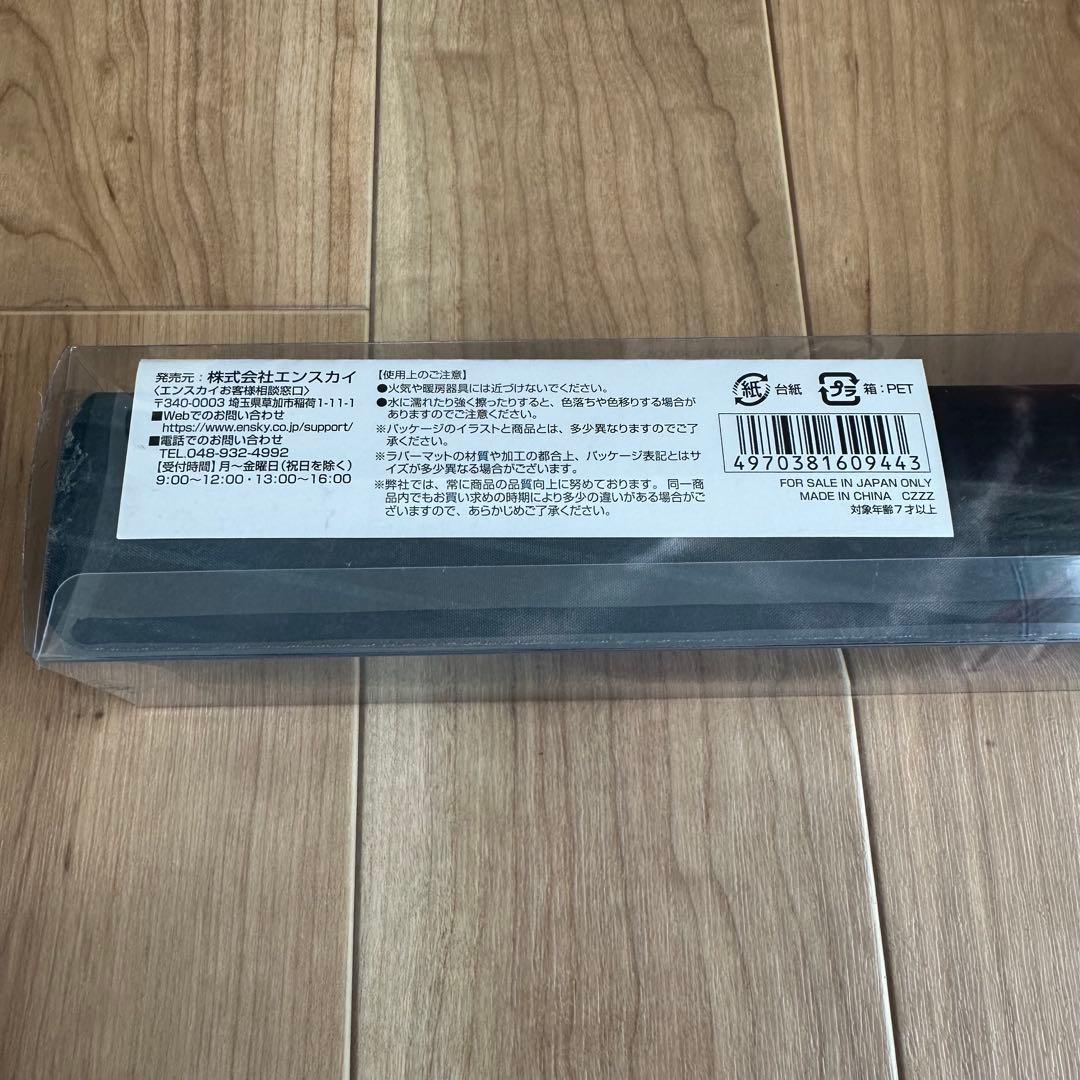 発売元：株式会社エンスカイ
〈エンスカイお客様相談窓口〉
〒340-0003 埼玉県草加市稲荷1-11-1
■Webでのお問い合わせ
https://www.ensky.co.jp/support/
■電話でのお問い合わせ
TEL.048-932-4992
【受付時間】月〜金曜日(祝日を除く)
9:00〜12:00・13:00〜16:00
【使用上のご注意】
●火気や暖房器具には近づけないでください。
●水に濡れたり強く擦ったりすると、色落ちや色移りする場合が
ありますのでご注意ください。
※パッケージのイラストと商品とは、多少異なりますのでご了
承ください。
※ラバーマットの材質や加工の都合上、パッケージ表記とはサ
イズが多少異なる場合がございます。
※弊社では、常に商品の品質向上に努めております。同一商
品内でもお買い求めの時期により多少の違いがある場合がご
ざいますので、あらかじめご了承ください。
紙 台紙 プラ 箱：PET
4970381609443
FOR SALE IN JAPAN ONLY
MADE IN CHINA CZZZ
対象年齢7才以上